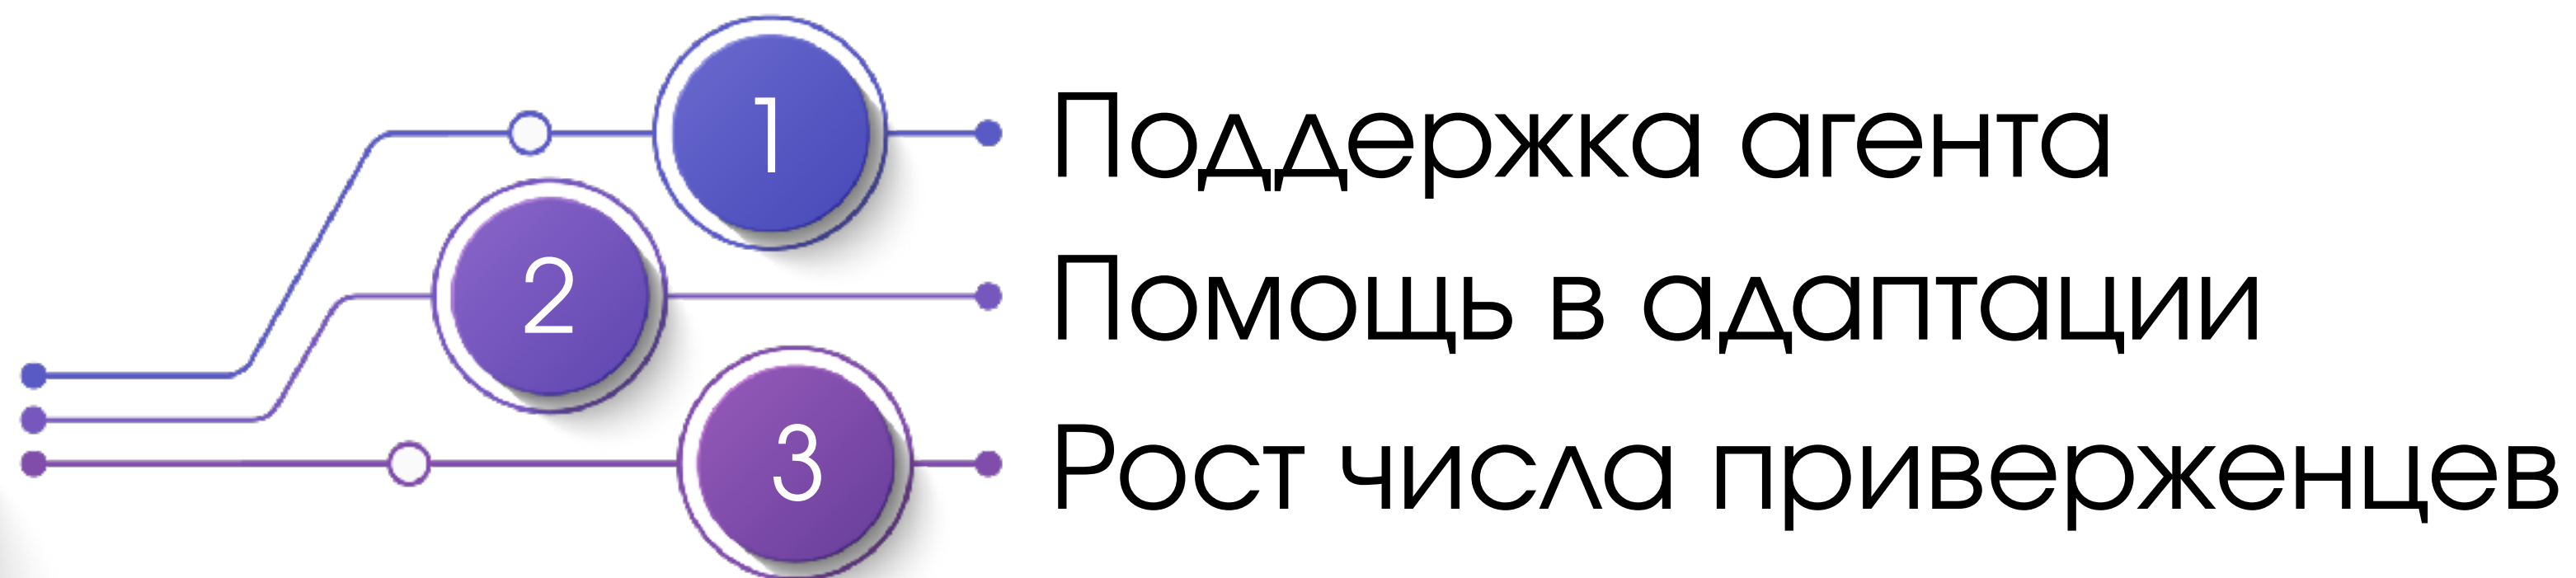 1 Поддержка агента
2 Помощь в адаптации
3 Рост числа приверженцев